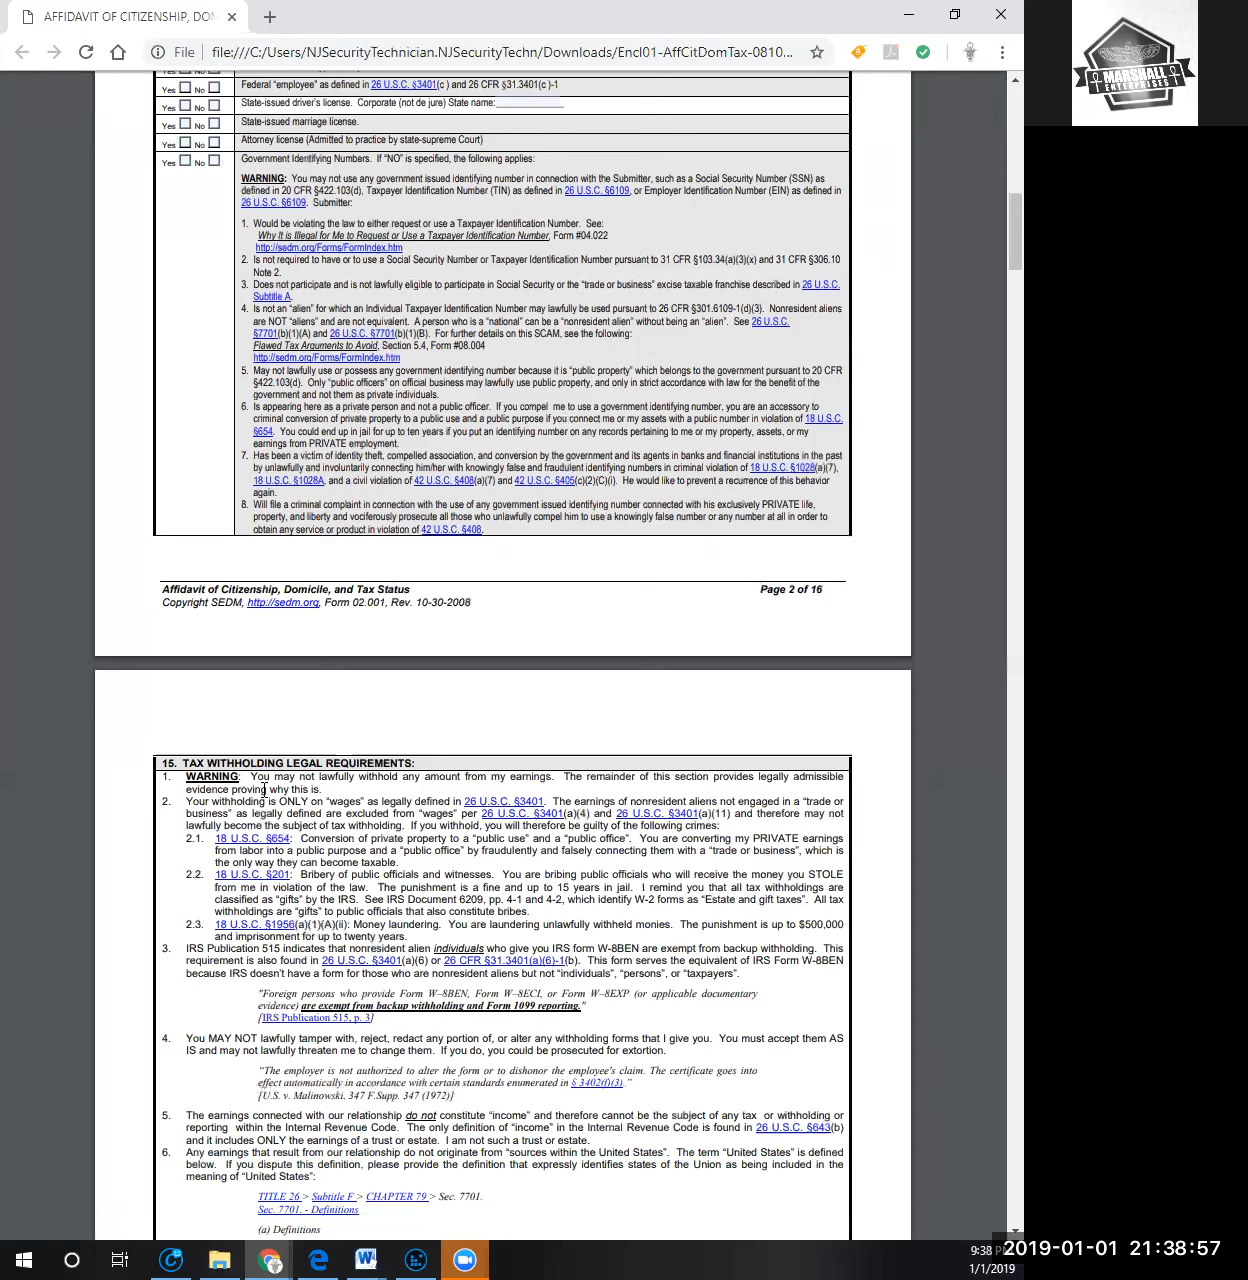 AFFIDAVIT OF CITIZENSHIP, DO
File file:///C:/Users/NJSecurityTechnician.NJSecurityTechn/Downloads/Encl01-AffCitDomTax-0810...
MARSHALL
ENTERPRISES
Yes No
Yes No Federal “employee” as defined in 26 U.S.C. §3401(c ) and 26 CFR §31.3401(c )-1
Yes No State-issued driver's license. Corporate (not de jure) State name:
Yes No State-issued marriage license.
Yes No Attorney license (Admitted to practice by state-supreme Court)
Yes No Government Identifying Numbers. If “NO” is specified, the following applies:
WARNING: You may not use any government issued identifying number in connection with the Submitter, such as a Social Security Number (SSN) as
defined in 20 CFR §422.103(d), Taxpayer Identification Number (TIN) as defined in 26 U.S.C. §6109, or Employer Identification Number (EIN) as defined in
26 U.S.C. §6109. Submitter:
1. Would be violating the law to either request or use a Taxpayer Identification Number. See:
Why It is Illegal for Me to Request or Use a Taxpayer Identification Number, Form #04.022
http://sedm.org/Forms/FormIndex.htm
2. Is not required to have or to use a Social Security Number or Taxpayer Identification Number pursuant to 31 CFR §103.34(a)(3)(x) and 31 CFR §306.10
Note 2.
3. Does not participate and is not lawfully eligible to participate in Social Security or the “trade or business” excise taxable franchise described in 26 U.S.C.
Subtitle A.
4. Is not an “alien” for which an Individual Taxpayer Identification Number may lawfully be used pursuant to 26 CFR §301.6109-1(d)(3). Nonresident aliens
are NOT “aliens” and are not equivalent. A person who is a “national” can be a “nonresident alien” without being an “alien”. See 26 U.S.C.
§7701(b)(1)(A) and 26 U.S.C. §7701(b)(1)(B). For further details on this SCAM, see the following:
Flawed Tax Arguments to Avoid, Section 5.4, Form #08.004
http://sedm.org/Forms/FormIndex.htm
5. May not lawfully use or possess any government identifying number because it is “public property” which belongs to the government pursuant to 20 CFR
§422.103(d). Only “public officers” on official business may lawfully use public property, and only in strict accordance with law for the benefit of the
government and not them as private individuals.
6. Is appearing here as a private person and not a public officer. If you compel me to use a government identifying number, you are an accessory to
criminal conversion of private property to a public use and a public purpose if you connect me or my assets with a public number in violation of 18 U.S.C.
§654. You could end up in jail for up to ten years if you put an identifying number on any records pertaining to me or my property, assets, or my
earnings from PRIVATE employment.
7. Has been a victim of identity theft, compelled association, and conversion by the government and its agents in banks and financial institutions in the past
by unlawfully and involuntarily connecting him/her with knowingly false and fraudulent identifying numbers in criminal violation of 18 U.S.C. §1028(a)(7),
18 U.S.C. §1028A, and a civil violation of 42 U.S.C. §408(a)(7) and 42 U.S.C. §405(c)(2)(C)(i). He would like to prevent a recurrence of this behavior
again.
8. Will file a criminal complaint in connection with the use of any government issued identifying number connected with his exclusively PRIVATE life,
property, and liberty and vociferously prosecute all those who unlawfully compel him to use a knowingly false number or any number at all in order to
obtain any service or product in violation of 42 U.S.C. §408.
Affidavit of Citizenship, Domicile, and Tax Status Page 2 of 16
Copyright SEDM, http://sedm.org, Form 02.001, Rev. 10-30-2008
15. TAX WITHHOLDING LEGAL REQUIREMENTS:
1. WARNING: You may not lawfully withhold any amount from my earnings. The remainder of this section provides legally admissible
evidence proving why this is.
2. Your withholding is ONLY on “wages” as legally defined in 26 U.S.C. §3401. The earnings of nonresident aliens not engaged in a “trade or
business” as legally defined are excluded from “wages” per 26 U.S.C. §3401(a)(4) and 26 U.S.C. §3401(a)(11) and therefore may not
lawfully become the subject of tax withholding. If you withhold, you will therefore be guilty of the following crimes:
2.1. 18 U.S.C. §654: Conversion of private property to a “public use” and a “public office”. You are converting my PRIVATE earnings
from labor into a public purpose and a “public office” by fraudulently and falsely connecting them with a “trade or business”, which is
the only way they can become taxable.
2.2. 18 U.S.C. §201: Bribery of public officials and witnesses. You are bribing public officials who will receive the money you STOLE
from me in violation of the law. The punishment is a fine and up to 15 years in jail. I remind you that all tax withholdings are
classified as “gifts” by the IRS. See IRS Document 6209, pp. 4-1 and 4-2, which identify W-2 forms as “Estate and gift taxes”. All tax
withholdings are “gifts” to public officials that also constitute bribes.
2.3. 18 U.S.C. §1956(a)(1)(A)(ii): Money laundering. You are laundering unlawfully withheld monies. The punishment is up to $500,000
and imprisonment for up to twenty years.
3. IRS Publication 515 indicates that nonresident alien individuals who give you IRS form W-8BEN are exempt from backup withholding. This
requirement is also found in 26 U.S.C. §3401(a)(6) or 26 CFR §31.3401(a)(6)-1(b). This form serves the equivalent of IRS Form W-8BEN
because IRS doesn't have a form for those who are nonresident aliens but not “individuals”, “persons”, or “taxpayers”.
"Foreign persons who provide Form W–8BEN, Form W–8ECI, or Form W–8EXP (or applicable documentary
evidence) are exempt from backup withholding and Form 1099 reporting."
[IRS Publication 515, p. 3]
4. You MAY NOT lawfully tamper with, reject, redact any portion of, or alter any withholding forms that I give you. You must accept them AS
IS and may not lawfully threaten me to change them. If you do, you could be prosecuted for extortion.
“The employer is not authorized to alter the form or to dishonor the employee's claim. The certificate goes into
effect automatically in accordance with certain standards enumerated in § 3402(f)(3).”
[U.S. v. Malinowski, 347 F.Supp. 347 (1972)]
5. The earnings connected with our relationship do not constitute “income” and therefore cannot be the subject of any tax or withholding or
reporting within the Internal Revenue Code. The only definition of “income” in the Internal Revenue Code is found in 26 U.S.C. §643(b)
and it includes ONLY the earnings of a trust or estate. I am not such a trust or estate.
6. Any earnings that result from our relationship do not originate from “sources within the United States”. The term “United States” is defined
below. If you dispute this definition, please provide the definition that expressly identifies states of the Union as being included in the
meaning of “United States”:
TITLE 26 > Subtitle F > CHAPTER 79 > Sec. 7701.
Sec. 7701. - Definitions
(a) Definitions
9:38 P
1/1/2019
2019-01-01 21:38:57